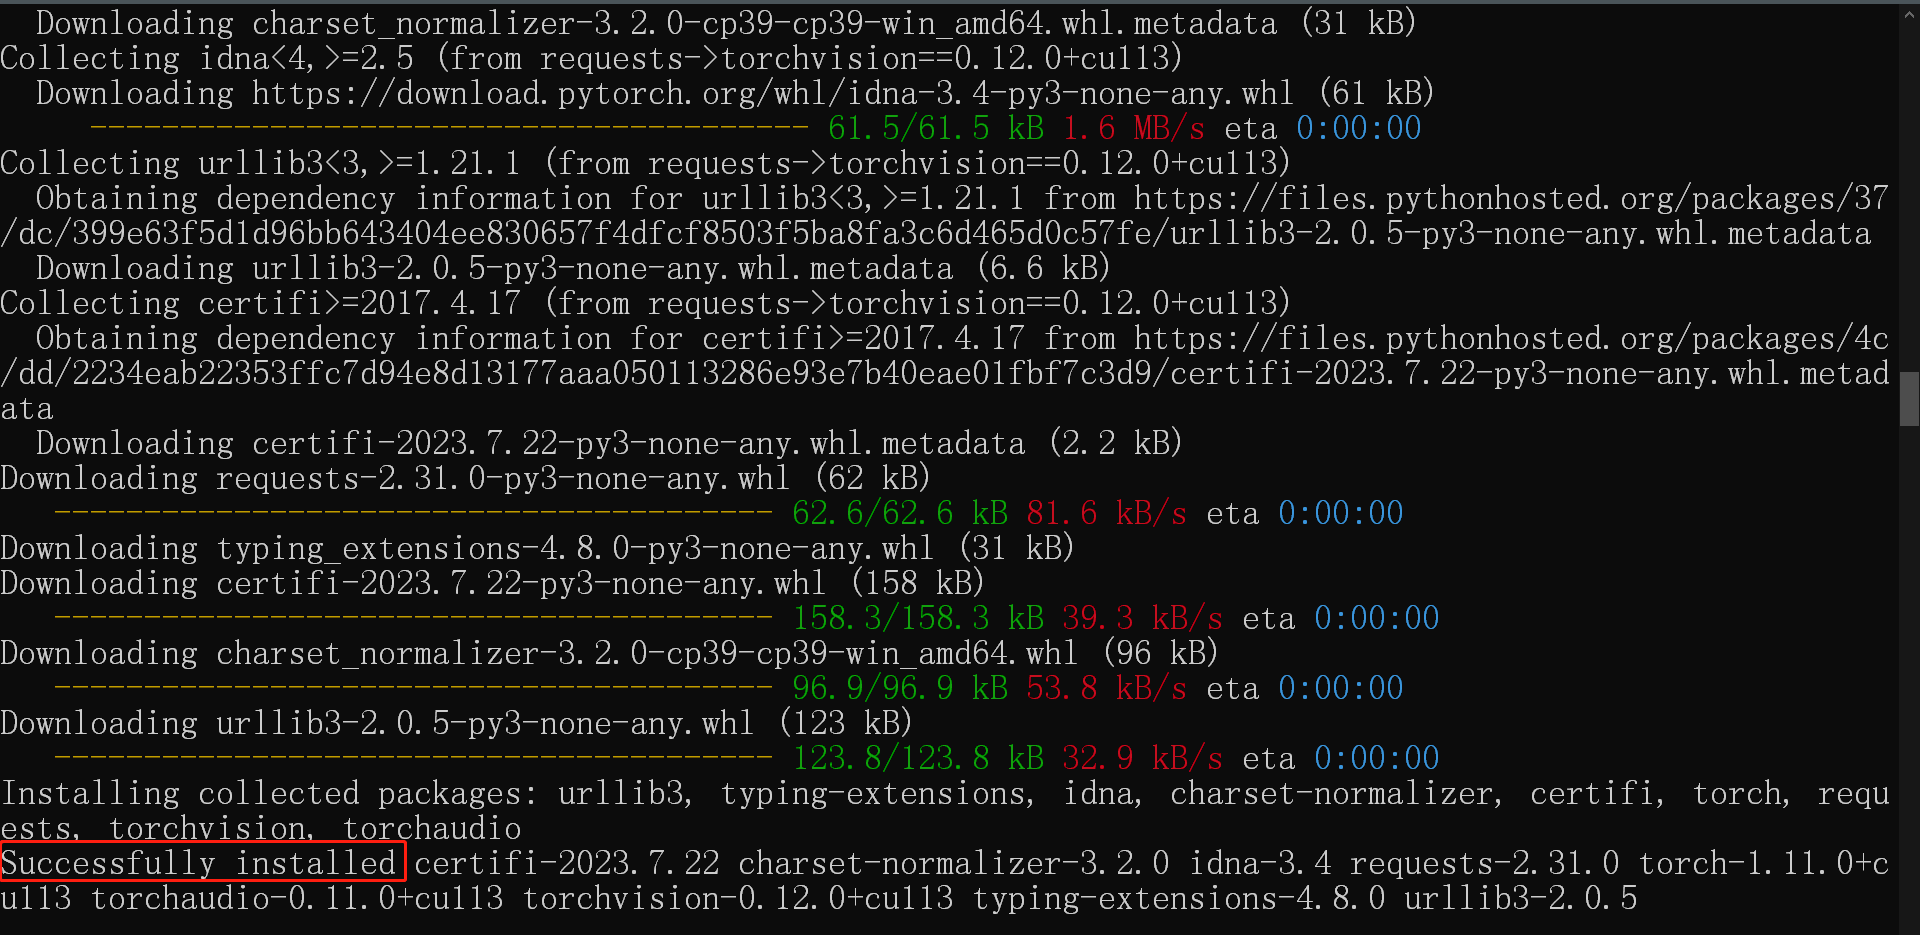 Downloading charset_normalizer-3.2.0-cp39-cp39-win_amd64.whl.metadata (31 kB)
Collecting idna<4,>=2.5 (from requests->torchvision==0.12.0+cu113)
Downloading https://download.pytorch.org/whl/idna-3.4-py3-none-any.whl (61 kB)
---------------------------------------- 61.5/61.5 kB 1.6 MB/s eta 0:00:00
Collecting urllib3<3,>=1.21.1 (from requests->torchvision==0.12.0+cu113)
Obtaining dependency information for urllib3<3,>=1.21.1 from https://files.pythonhosted.org/packages/37
/dc/399e63f5d1d96bb643404ee830657f4dfcf8503f5ba8fa3c6d465d0c57fe/urllib3-2.0.5-py3-none-any.whl.metadata
Downloading urllib3-2.0.5-py3-none-any.whl.metadata (6.6 kB)
Collecting certifi>=2017.4.17 (from requests->torchvision==0.12.0+cu113)
Obtaining dependency information for certifi>=2017.4.17 from https://files.pythonhosted.org/packages/4c
/dd/2234eab22353ffc7d94e8d13177aaa050113286e93e7b40eae01fbf7c3d9/certifi-2023.7.22-py3-none-any.whl.metad
ata
Downloading certifi-2023.7.22-py3-none-any.whl.metadata (2.2 kB)
Downloading requests-2.31.0-py3-none-any.whl (62 kB)
---------------------------------------- 62.6/62.6 kB 81.6 kB/s eta 0:00:00
Downloading typing_extensions-4.8.0-py3-none-any.whl (31 kB)
Downloading certifi-2023.7.22-py3-none-any.whl (158 kB)
---------------------------------------- 158.3/158.3 kB 39.3 kB/s eta 0:00:00
Downloading charset_normalizer-3.2.0-cp39-cp39-win_amd64.whl (96 kB)
---------------------------------------- 96.9/96.9 kB 53.8 kB/s eta 0:00:00
Downloading urllib3-2.0.5-py3-none-any.whl (123 kB)
---------------------------------------- 123.8/123.8 kB 32.9 kB/s eta 0:00:00
Installing collected packages: urllib3, typing-extensions, idna, charset-normalizer, certifi, torch, requ
ests, torchvision, torchaudio
Successfully installed certifi-2023.7.22 charset-normalizer-3.2.0 idna-3.4 requests-2.31.0 torch-1.11.0+c
u113 torchaudio-0.11.0+cu113 torchvision-0.12.0+cu113 typing-extensions-4.8.0 urllib3-2.0.5